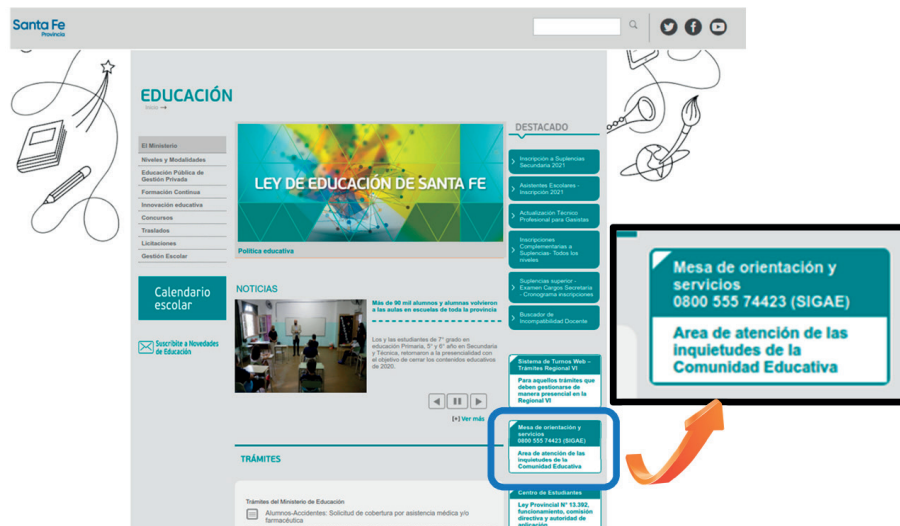 Santa Fe
Provincia
EDUCACIÓN
Inicio →
El Ministerio
Niveles y Modalidades
Educación Pública de
Gestión Privada
Formación Continua
Innovación educativa
Concursos
Traslados
Licitaciones
Gestión Escolar
Calendario
escolar
Suscribite a Novedades
de Educación
LEY DE EDUCACIÓN DE SANTA FE
Política educativa
NOTICIAS
Más de 90 mil alumnos y alumnas volvieron
a las aulas en escuelas de toda la provincia
Los y las estudiantes de 7° grado en
educación Primaria, 5° y 6° año en Secundaria
y Técnica, retornaron a la presencialidad con
el objetivo de cerrar los contenidos educativos
de 2020.
[+] Ver más
TRÁMITES
Trámites del Ministerio de Educación
Alumnos-Accidentes: Solicitud de cobertura por asistencia médica y/o
farmacéutica
DESTACADO
Inscripción a Suplencias
Secundaria 2021
Asistentes Escolares -
Inscripción 2021
Actualización Técnico
Profesional para Gasistas
Inscripciones
Complementarias a
Suplencias- Todos los
niveles
Suplencias superior -
Examen Cargos Secretaría
- Cronograma inscripciones
Buscador de
Incompatibilidad Docente
Sistema de Turnos Web –
Trámites Regional VI
Para aquellos trámites que
deben gestionarse de
manera presencial en la
Regional VI
Mesa de orientación y
servicios
0800 555 74423 (SIGAE)
Area de atención de las
inquietudes de la
Comunidad Educativa
Centro de Estudiantes
Ley Provincial N° 13.392,
funcionamiento, comisión
directiva y autoridad de
aplicación
Mesa de orientación y
servicios
0800 555 74423 (SIGAE)
Area de atención de las
inquietudes de la
Comunidad Educativa